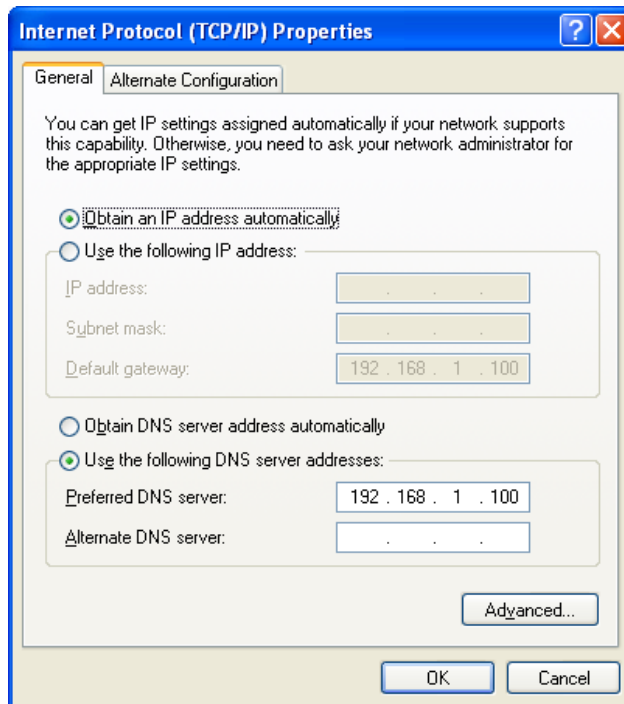 Internet Protocol (TCP/IP) Properties
General
Alternate Configuration
You can get IP settings assigned automatically if your network supports
this capability. Otherwise, you need to ask your network administrator for
the appropriate IP settings.
Obtain an IP address automatically
Use the following IP address:
IP address: . . .
Subnet mask: . . .
Default gateway: 192 . 168 . 1 . 100
Obtain DNS server address automatically
Use the following DNS server addresses:
Preferred DNS server: 192 . 168 . 1 . 100
Alternate DNS server: . . .
Advanced...
OK
Cancel